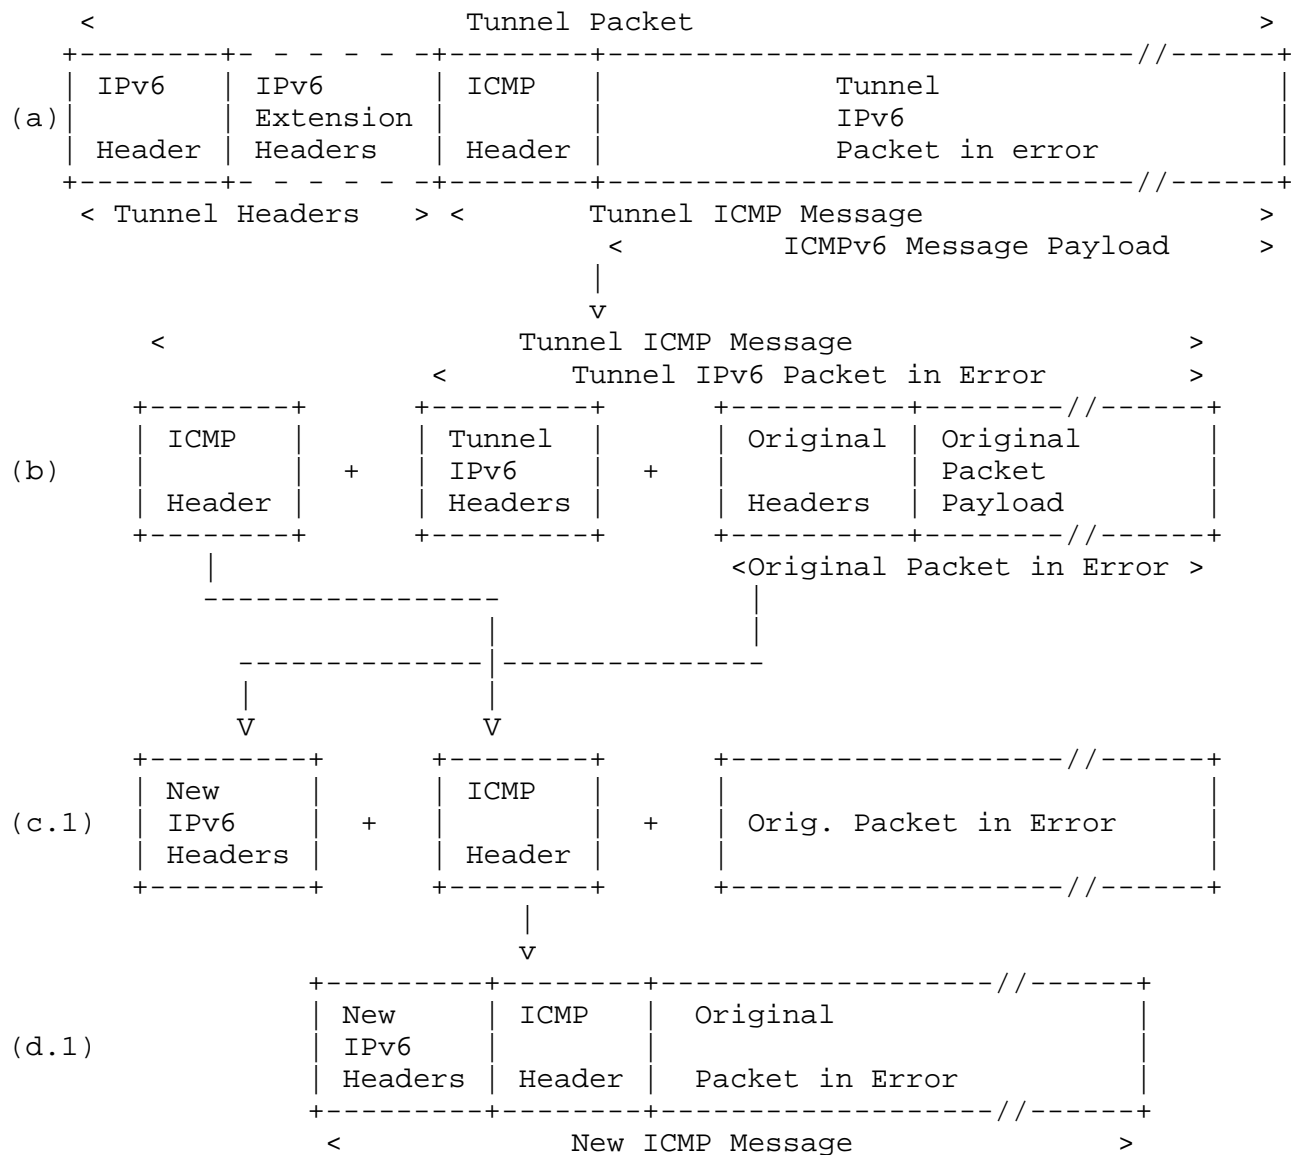 < Tunnel Packet >
+--------+- - - - - -+--------+------------------------------//------+
| IPv6 | IPv6 | ICMP | Tunnel |
(a)| | Extension | | IPv6 |
| Header | Headers | Header | Packet in error |
+--------+- - - - - -+--------+------------------------------//------+
< Tunnel Headers > < Tunnel ICMP Message >
< ICMPv6 Message Payload >
|
v
< Tunnel ICMP Message >
< Tunnel IPv6 Packet in Error >
+--------+ +---------+ +----------+--------//------+
| ICMP | | Tunnel | | Original | Original |
(b) | | + | IPv6 | + | | Packet |
| Header | | Headers | | Headers | Payload |
+--------+ +---------+ +----------+--------//------+
| <Original Packet in Error >
----------------- |
| |
--------------|---------------
| |
V V
+---------+ +--------+ +-------------------//------+
| New | | ICMP | | |
(c.1) | IPv6 | + | | + | Orig. Packet in Error |
| Headers | | Header | | |
+---------+ +--------+ +-------------------//------+
|
v
+---------+--------+-------------------//------+
| New | ICMP | Original |
(d.1) | IPv6 | | |
| Headers | Header | Packet in Error |
+---------+--------+-------------------//------+
< New ICMP Message >